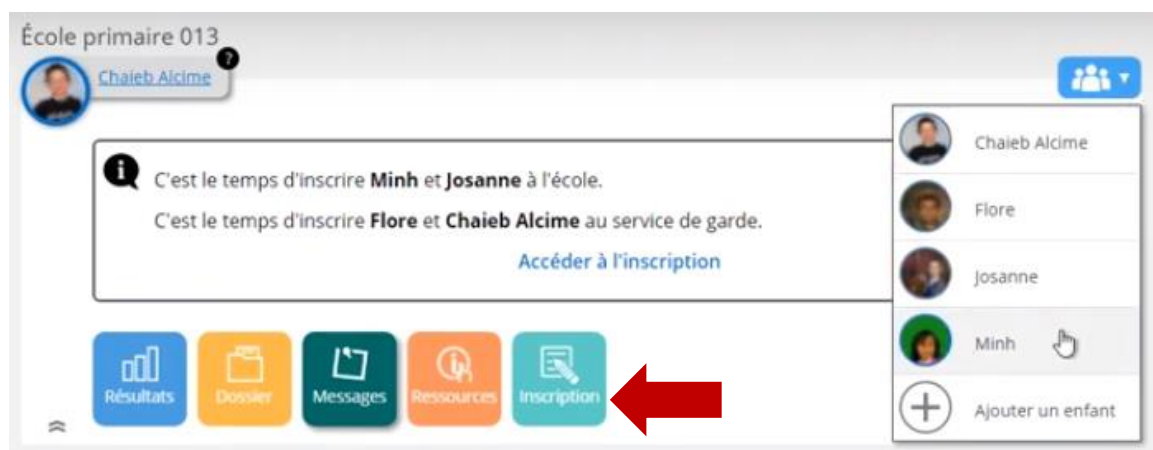 École primaire 013
?
Chaieb Alcime
i
C'est le temps d'inscrire Minh et Josanne à l'école.
C'est le temps d'inscrire Flore et Chaieb Alcime au service de garde.
Accéder à l'inscription
Résultats
Dossier
Messages
Ressources
Inscription
Chaieb Alcime
Flore
Josanne
Minh
Ajouter un enfant